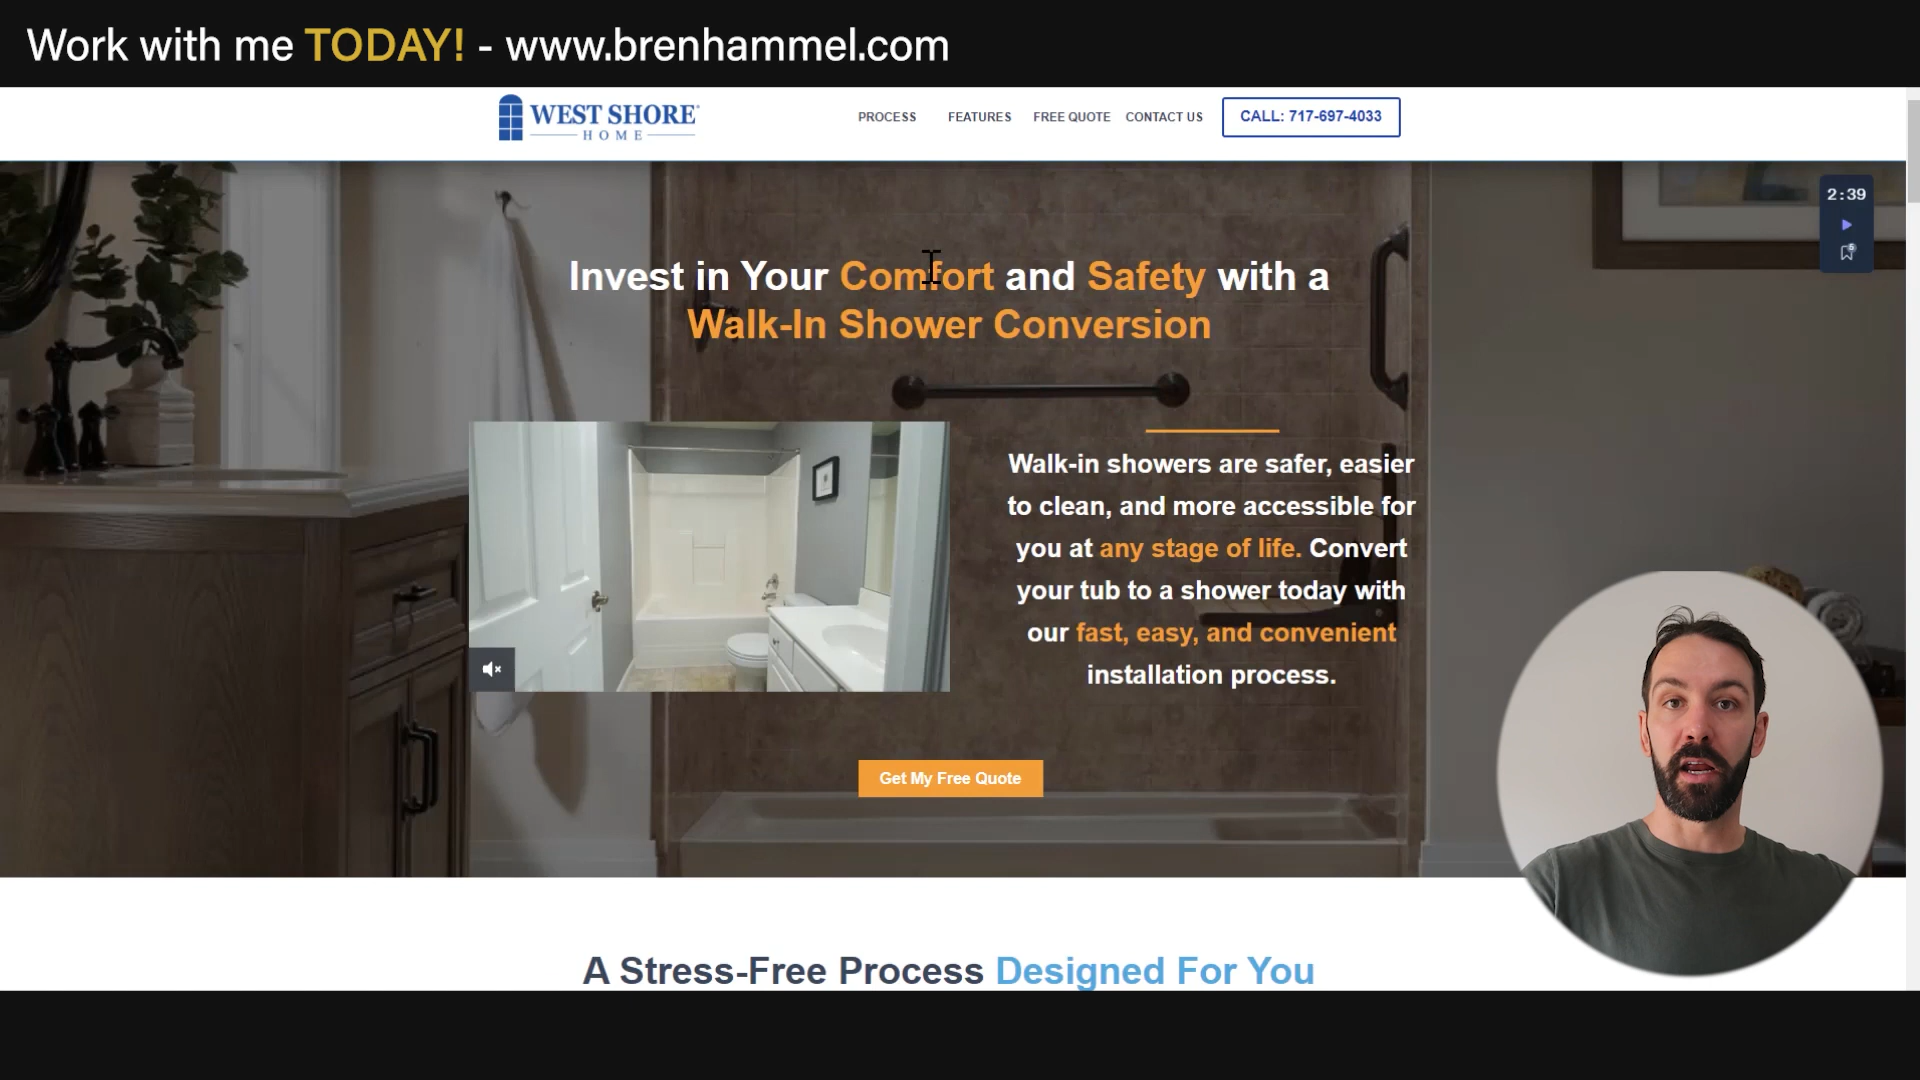 Work with me TODAY! - www.brenhammel.com
WEST SHORE
HOME
PROCESS FEATURES FREE QUOTE CONTACT US CALL: 717-697-4033
2:39
5
Invest in Your Comfort and Safety with a
Walk-In Shower Conversion
Walk-in showers are safer, easier
to clean, and more accessible for
you at any stage of life. Convert
your tub to a shower today with
our fast, easy, and convenient
installation process.
Get My Free Quote
A Stress-Free Process Designed For You